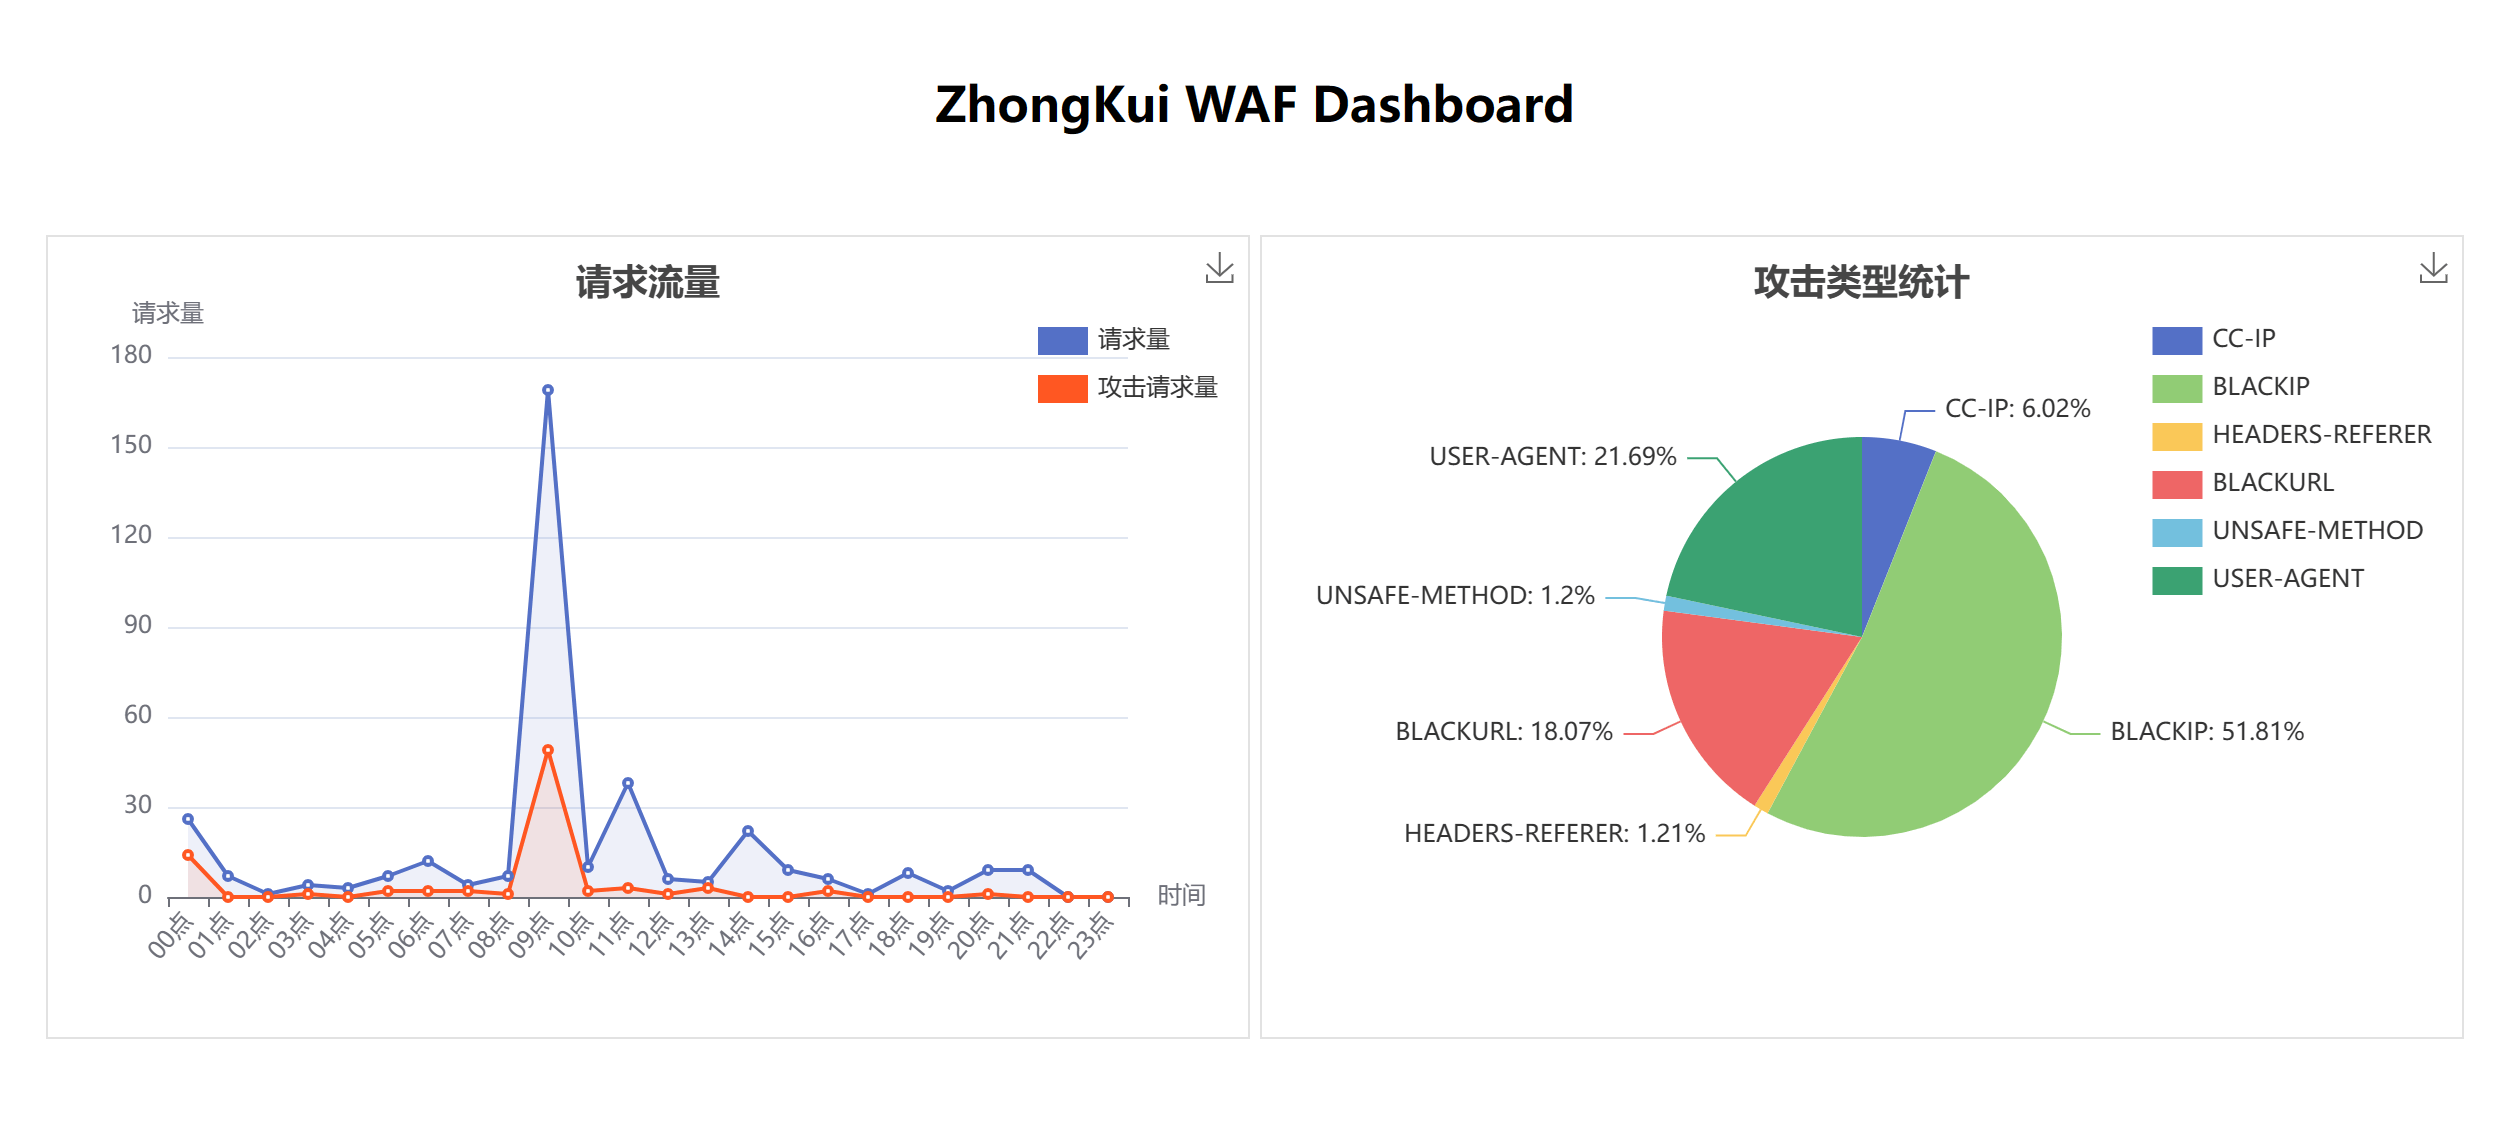 ZhongKui WAF Dashboard
请求流量
请求量
请求量
攻击请求量
180
150
120
90
60
30
0
时间
00点
01点
02点
03点
04点
05点
06点
07点
08点
09点
10点
11点
12点
13点
14点
15点
16点
17点
18点
19点
20点
21点
22点
23点
攻击类型统计
CC-IP
BLACKIP
HEADERS-REFERER
BLACKURL
UNSAFE-METHOD
USER-AGENT
CC-IP: 6.02%
USER-AGENT: 21.69%
UNSAFE-METHOD: 1.2%
BLACKURL: 18.07%
BLACKIP: 51.81%
HEADERS-REFERER: 1.21%